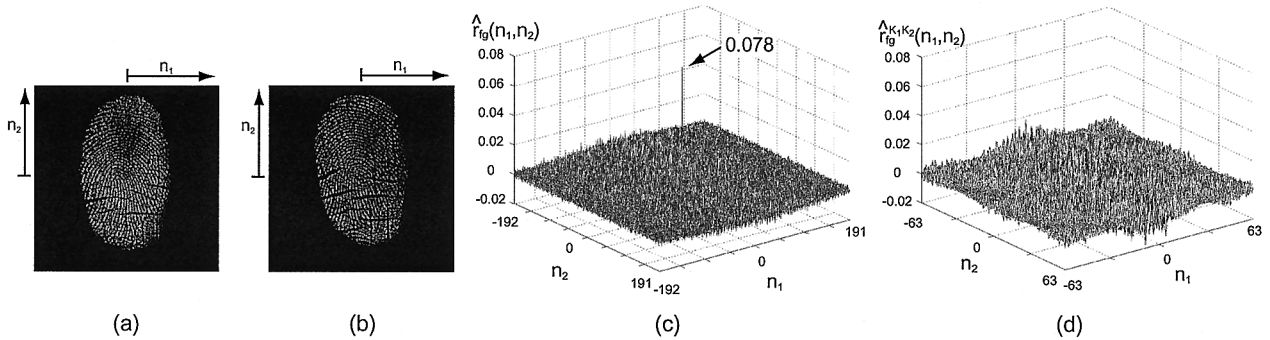 n₁
n₂
(a)
n₁
n₂
(b)
r̂fg(n₁,n₂)
0.08
0.06
0.04
0.02
0
-0.02
0.078
-192
0
n₂
191
-192
0
n₁
191
(c)
r̂fgᴷ¹ᴷ²(n₁,n₂)
0.08
0.06
0.04
0.02
0
-0.02
-63
0
n₂
63
-63
0
n₁
63
(d)